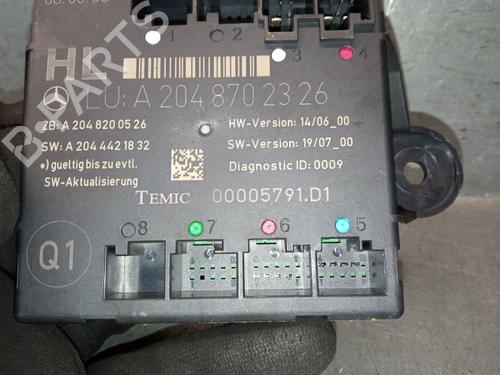 HL
1
2
3
4
EU: A 204 870 23 26
ZB: A 204 820 05 26
HW-Version: 14/06_00
SW: A 204 442 18 32
SW-Version: 19/07_00
*) gueltig bis zu evtl.
Diagnostic ID: 0009
SW-Aktualisierung
TEMIC
00005791.D1
8
7
6
5
Q1
B-PARTS